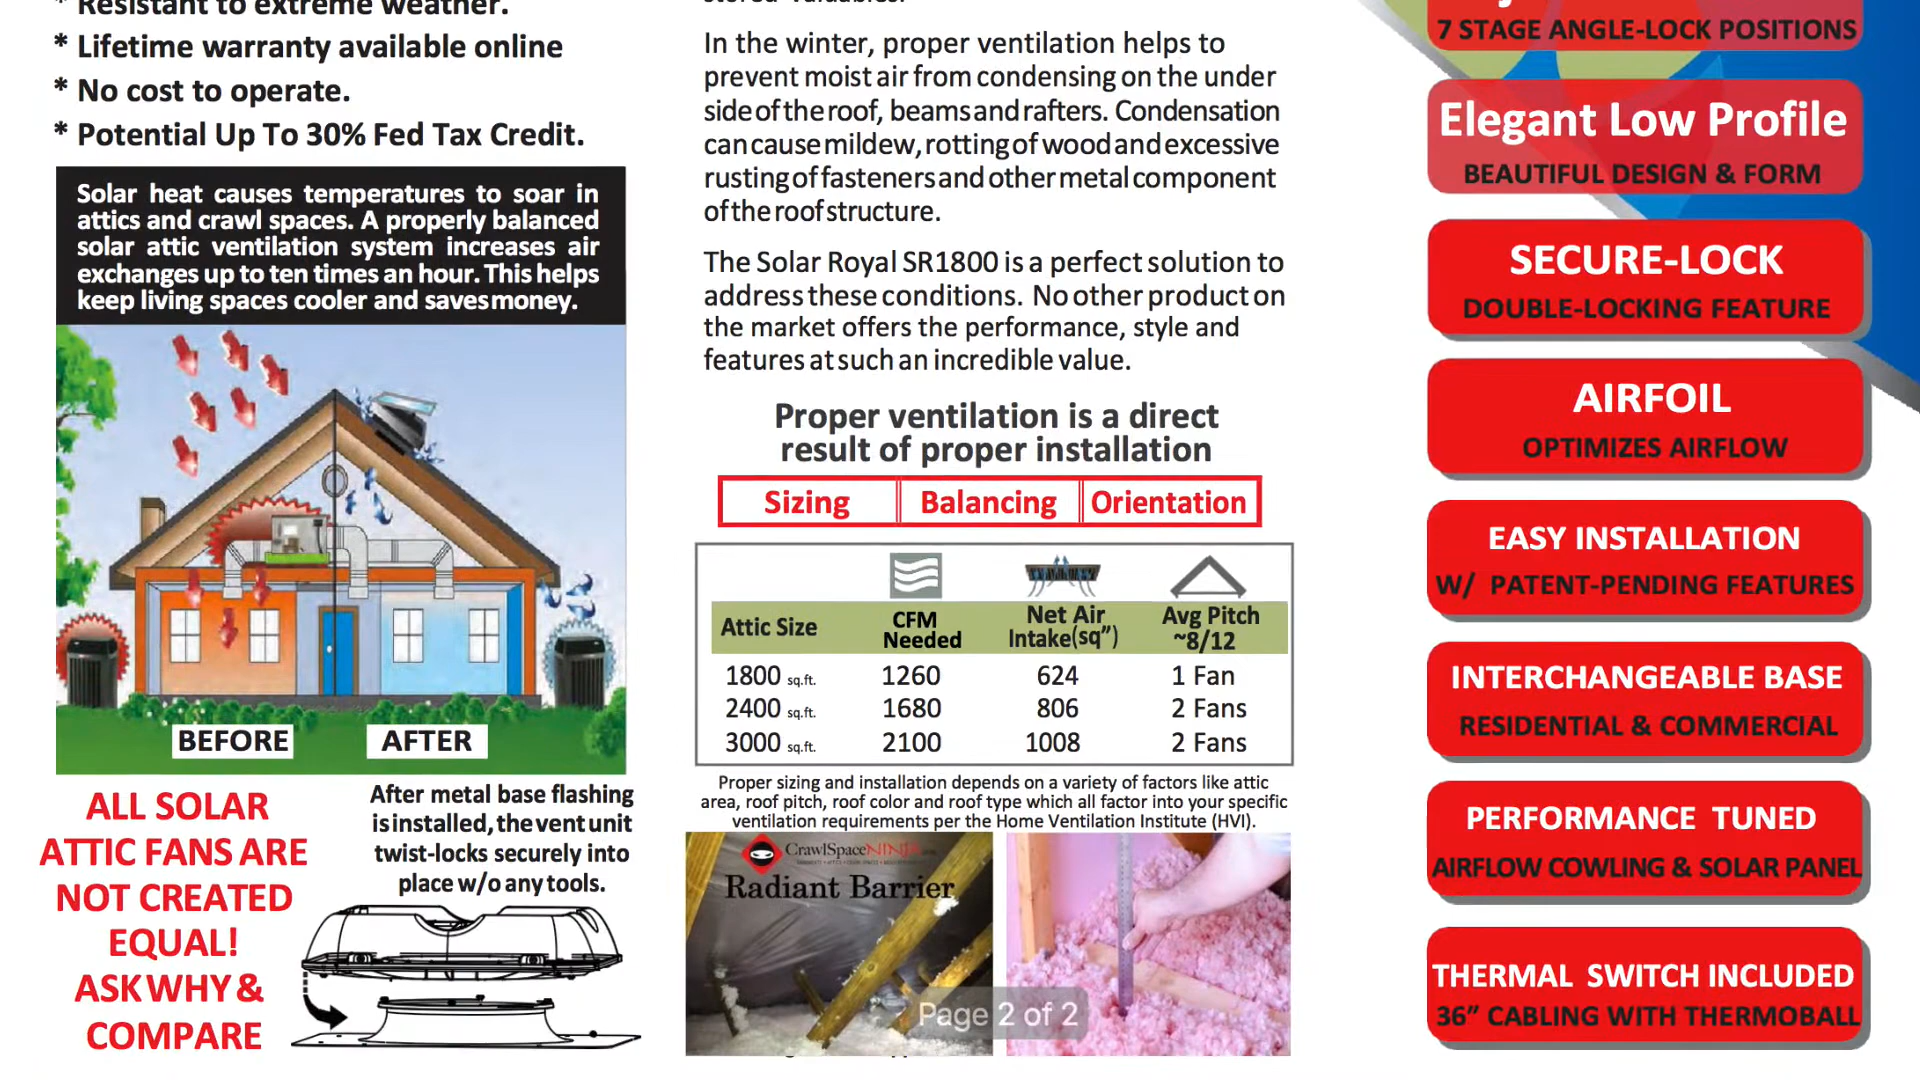 * Resistant to extreme weather.
* Lifetime warranty available online
* No cost to operate.
* Potential Up To 30% Fed Tax Credit.
Solar heat causes temperatures to soar in
attics and crawl spaces. A properly balanced
solar attic ventilation system increases air
exchanges up to ten times an hour. This helps
keep living spaces cooler and saves money.
BEFORE
AFTER
ALL SOLAR
ATTIC FANS ARE
NOT CREATED
EQUAL!
ASK WHY &
COMPARE
After metal base flashing
is installed, the vent unit
twist-locks securely into
place w/o any tools.
stored valuables.
In the winter, proper ventilation helps to
prevent moist air from condensing on the under
side of the roof, beams and rafters. Condensation
can cause mildew, rotting of wood and excessive
rusting of fasteners and other metal component
of the roof structure.
The Solar Royal SR1800 is a perfect solution to
address these conditions. No other product on
the market offers the performance, style and
features at such an incredible value.
Proper ventilation is a direct
result of proper installation
Sizing Balancing Orientation
Attic Size CFM Needed Net Air Intake(sq”) Avg Pitch ~8/12
1800 sq.ft. 1260 624 1 Fan
2400 sq.ft. 1680 806 2 Fans
3000 sq.ft. 2100 1008 2 Fans
Proper sizing and installation depends on a variety of factors like attic
area, roof pitch, roof color and roof type which all factor into your specific
ventilation requirements per the Home Ventilation Institute (HVI).
CrawlSpaceNINJA
Radiant Barrier
Page 2 of 2
7 STAGE ANGLE-LOCK POSITIONS
Elegant Low Profile
BEAUTIFUL DESIGN & FORM
SECURE-LOCK
DOUBLE-LOCKING FEATURE
AIRFOIL
OPTIMIZES AIRFLOW
EASY INSTALLATION
W/ PATENT-PENDING FEATURES
INTERCHANGEABLE BASE
RESIDENTIAL & COMMERCIAL
PERFORMANCE TUNED
AIRFLOW COWLING & SOLAR PANEL
THERMAL SWITCH INCLUDED
36” CABLING WITH THERMOBALL